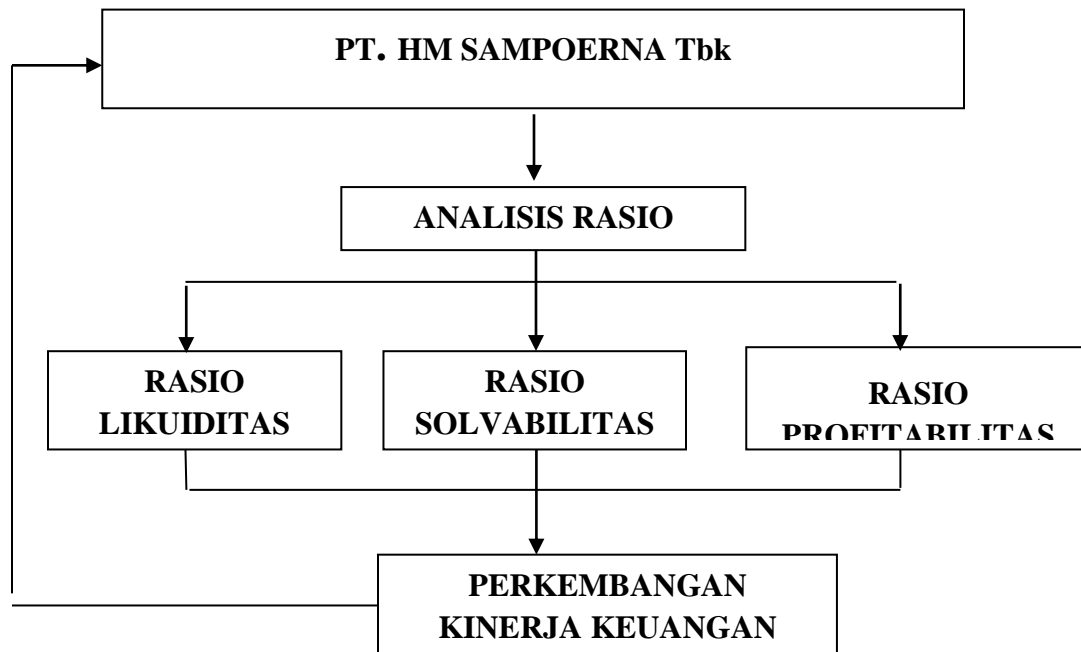 PT. HM SAMPOERNA Tbk
ANALISIS RASIO
RASIO
LIKUIDITAS
RASIO
SOLVABILITAS
RASIO
PROFITABILITAS
PERKEMBANGAN
KINERJA KEUANGAN